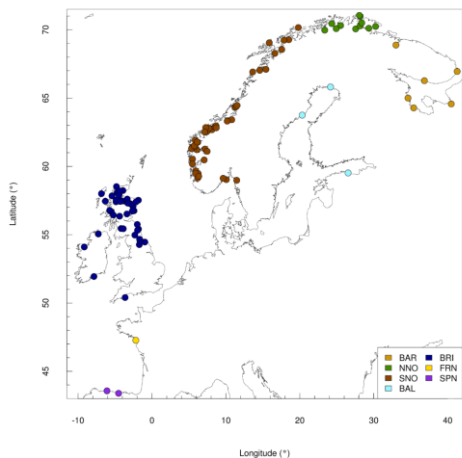 70
65
60
55
50
45
Latitude (°)
-10
0
10
20
30
40
Longitude (°)
BAR BRI
NNO FRN
SNO SPN
BAL